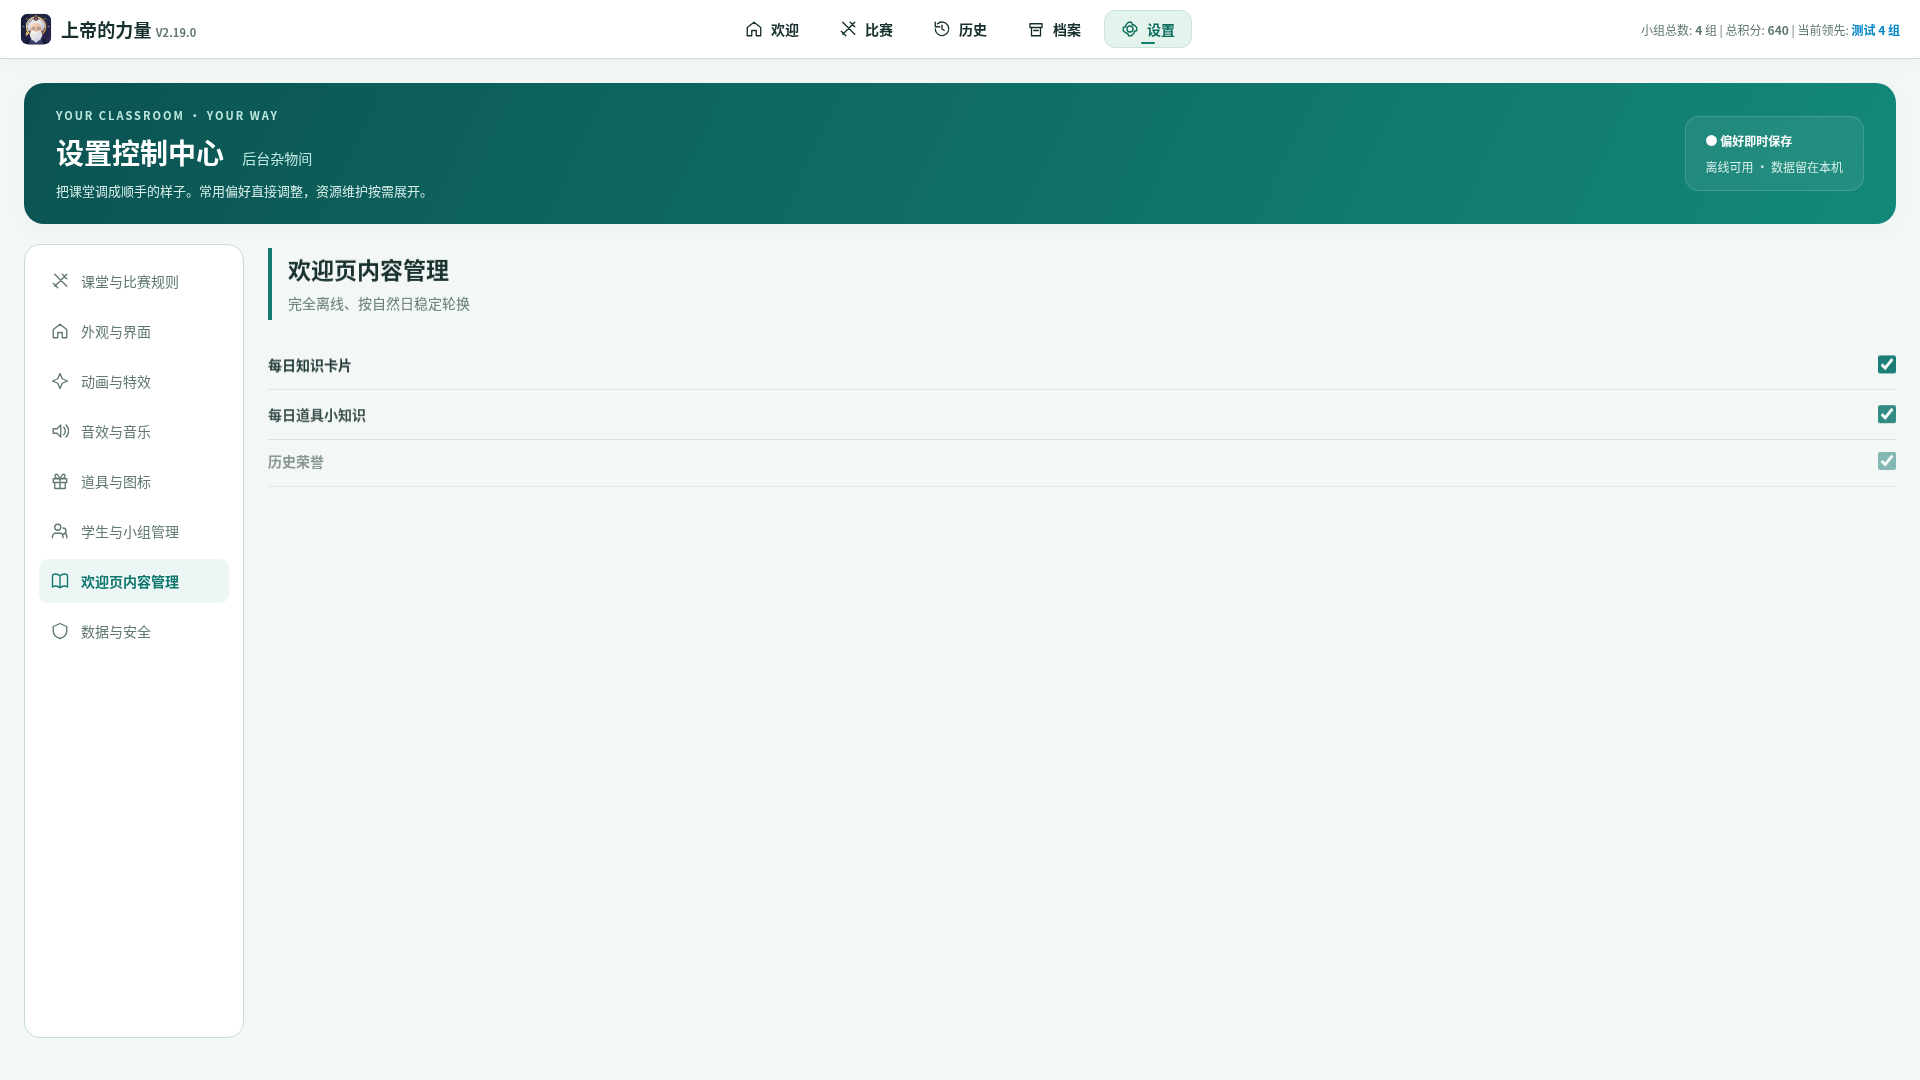 上帝的力量 V2.19.0
欢迎
比赛
历史
档案
设置
小组总数: 4 组 | 总积分: 640 | 当前领先: 测试 4 组
YOUR CLASSROOM · YOUR WAY
设置控制中心 后台杂物间
把课堂调成顺手的样子。常用偏好直接调整，资源维护按需展开。
偏好即时保存
离线可用 · 数据留在本机
课堂与比赛规则
外观与界面
动画与特效
音效与音乐
道具与图标
学生与小组管理
欢迎页内容管理
数据与安全
欢迎页内容管理
完全离线、按自然日稳定轮换
每日知识卡片
每日道具小知识
历史荣誉